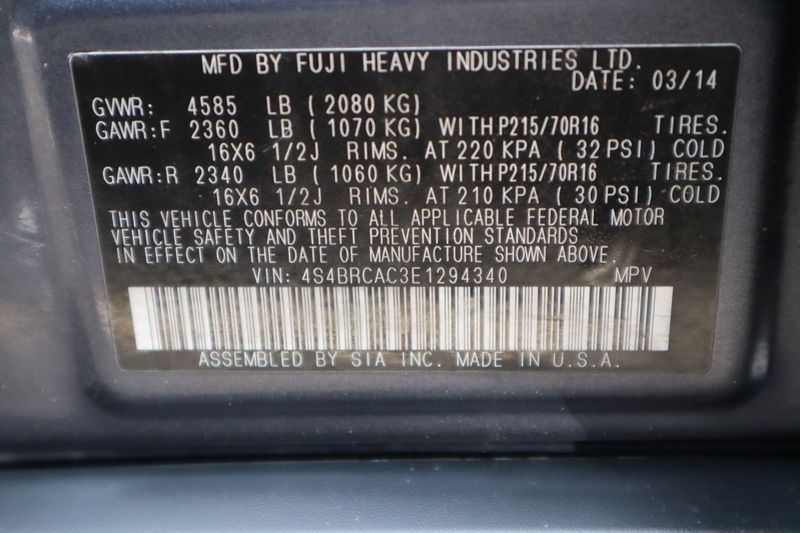 MFD BY FUJI HEAVY INDUSTRIES LTD.
DATE: 03/14
GVWR: 4585 LB ( 2080 KG)
GAWR:F 2360 LB ( 1070 KG) WITH P215/70R16 TIRES.
16X6 1/2J RIMS. AT 220 KPA ( 32 PSI) COLD
GAWR:R 2340 LB ( 1060 KG) WITH P215/70R16 TIRES.
16X6 1/2J RIMS. AT 210 KPA ( 30 PSI) COLD
THIS VEHICLE CONFORMS TO ALL APPLICABLE FEDERAL MOTOR
VEHICLE SAFETY AND THEFT PREVENTION STANDARDS
IN EFFECT ON THE DATE OF MANUFACTURE SHOWN ABOVE.
VIN: 4S4BRCAC3E1294340 MPV
ASSEMBLED BY SIA INC. MADE IN U.S.A.